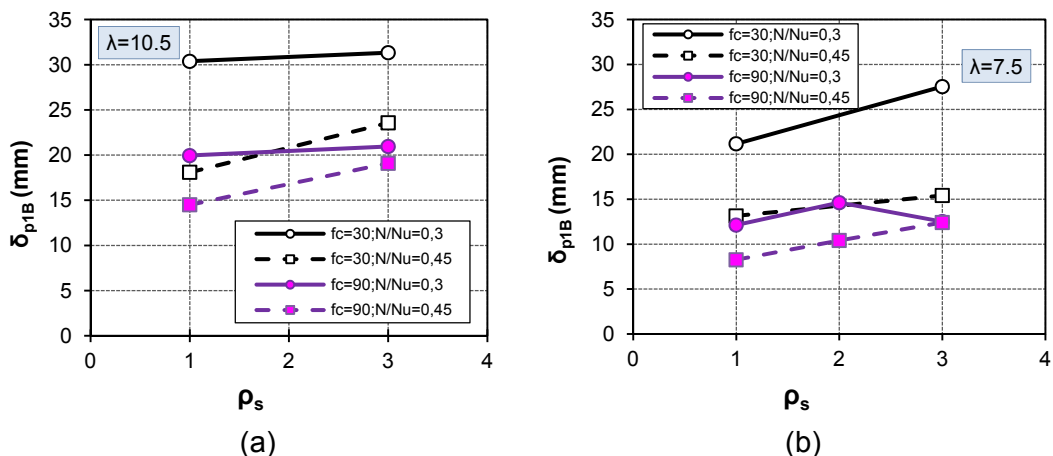 35
30
25
20
15
10
5
0
0 1 2 3 4
δp1B (mm)
ρs
λ=10.5
fc=30;N/Nu=0,3
fc=30;N/Nu=0,45
fc=90;N/Nu=0,3
fc=90;N/Nu=0,45
(a)
35
30
25
20
15
10
5
0
0 1 2 3 4
δp1B (mm)
ρs
fc=30;N/Nu=0,3
fc=30;N/Nu=0,45
fc=90;N/Nu=0,3
fc=90;N/Nu=0,45
λ=7.5
(b)